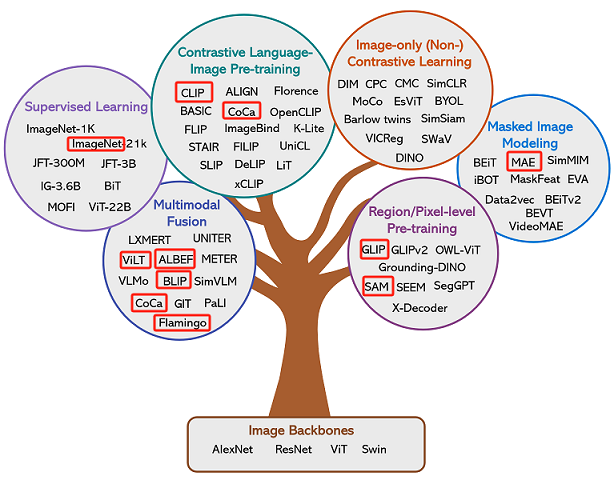 Contrastive Language-
Image Pre-training
CLIP ALIGN Florence
BASIC CoCa OpenCLIP
FLIP ImageBind K-Lite
STAIR FILIP UniCL
SLIP DeLIP LiT
xCLIP
Image-only (Non-)
Contrastive Learning
DIM CPC CMC SimCLR
MoCo EsViT BYOL
Barlow twins SimSiam
VICReg SWaV
DINO
Supervised Learning
ImageNet-1K
ImageNet-21k
JFT-300M JFT-3B
IG-3.6B BiT
MOFI ViT-22B
Masked Image
Modeling
BEiT MAE SimMIM
iBOT MaskFeat EVA
Data2vec BEiTv2
BEVT
VideoMAE
Multimodal
Fusion
LXMERT UNITER
ViLT ALBEF METER
VLMo BLIP SimVLM
CoCa GIT PaLI
Flamingo
Region/Pixel-level
Pre-training
GLIP GLIPv2 OWL-ViT
Grounding-DINO
SAM SEEM SegGPT
X-Decoder
Image Backbones
AlexNet ResNet ViT Swin